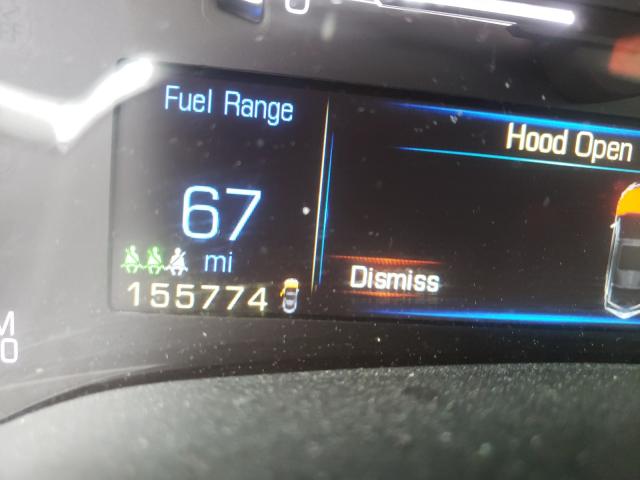 Fuel Range
Hood Open
67
mi
Dismiss
155774